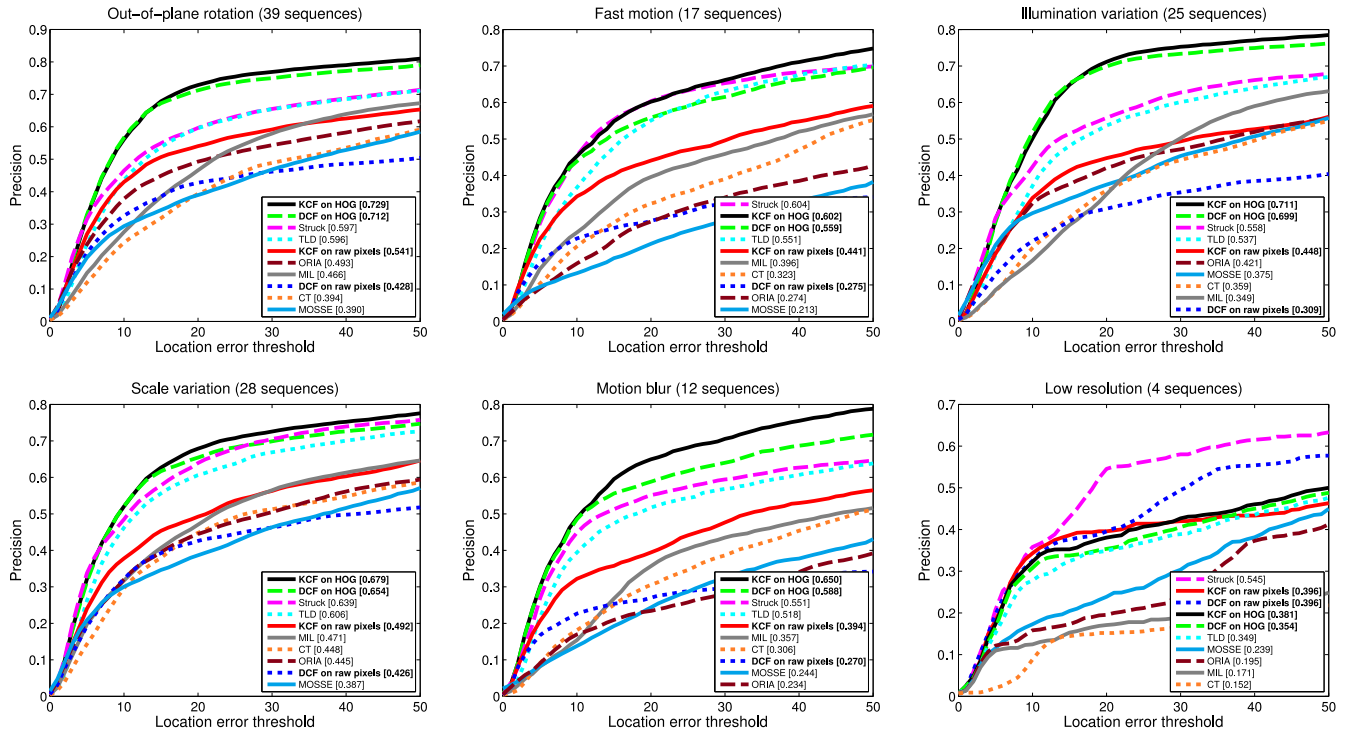 Out-of-plane rotation (39 sequences)
0.9
0.8
0.7
0.6
0.5
0.4
0.3
0.2
0.1
0
Precision
KCF on HOG [0.729]
DCF on HOG [0.712]
Struck [0.597]
TLD [0.596]
KCF on raw pixels [0.541]
ORIA [0.493]
MIL [0.466]
DCF on raw pixels [0.428]
CT [0.394]
MOSSE [0.390]
0 10 20 30 40 50
Location error threshold
Fast motion (17 sequences)
0.8
0.7
0.6
0.5
0.4
0.3
0.2
0.1
0
Precision
Struck [0.604]
KCF on HOG [0.602]
DCF on HOG [0.559]
TLD [0.551]
KCF on raw pixels [0.441]
MIL [0.396]
CT [0.323]
DCF on raw pixels [0.275]
ORIA [0.274]
MOSSE [0.213]
0 10 20 30 40 50
Location error threshold
Illumination variation (25 sequences)
0.8
0.7
0.6
0.5
0.4
0.3
0.2
0.1
0
Precision
KCF on HOG [0.711]
DCF on HOG [0.699]
Struck [0.558]
TLD [0.537]
KCF on raw pixels [0.448]
ORIA [0.421]
MOSSE [0.375]
CT [0.359]
MIL [0.349]
DCF on raw pixels [0.309]
0 10 20 30 40 50
Location error threshold
Scale variation (28 sequences)
0.8
0.7
0.6
0.5
0.4
0.3
0.2
0.1
0
Precision
KCF on HOG [0.679]
DCF on HOG [0.654]
Struck [0.639]
TLD [0.606]
KCF on raw pixels [0.492]
MIL [0.471]
CT [0.448]
ORIA [0.445]
DCF on raw pixels [0.426]
MOSSE [0.387]
0 10 20 30 40 50
Location error threshold
Motion blur (12 sequences)
0.8
0.7
0.6
0.5
0.4
0.3
0.2
0.1
0
Precision
KCF on HOG [0.650]
DCF on HOG [0.588]
Struck [0.551]
TLD [0.518]
KCF on raw pixels [0.394]
MIL [0.357]
CT [0.306]
DCF on raw pixels [0.270]
MOSSE [0.244]
ORIA [0.234]
0 10 20 30 40 50
Location error threshold
Low resolution (4 sequences)
0.8
0.7
0.6
0.5
0.4
0.3
0.2
0.1
0
Precision
Struck [0.545]
KCF on raw pixels [0.396]
DCF on raw pixels [0.396]
KCF on HOG [0.381]
DCF on HOG [0.354]
TLD [0.349]
MOSSE [0.239]
ORIA [0.195]
MIL [0.171]
CT [0.152]
0 10 20 30 40 50
Location error threshold